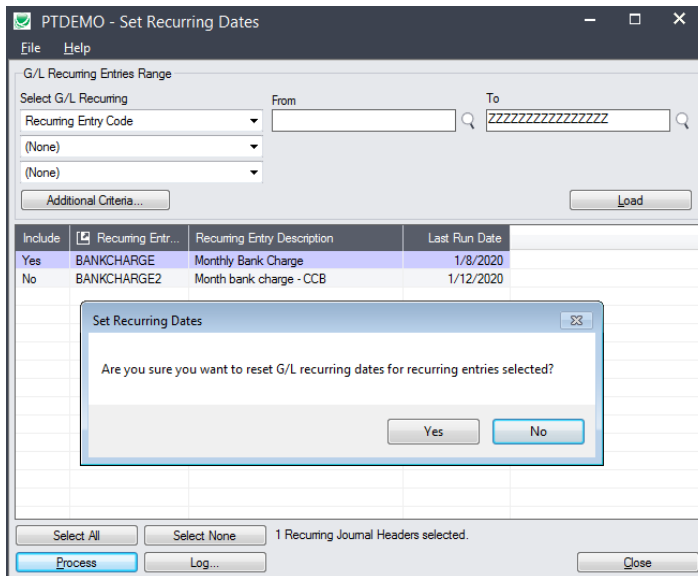 PTDEMO - Set Recurring Dates
File Help
G/L Recurring Entries Range
Select G/L Recurring From To
Recurring Entry Code ZZZZZZZZZZZZZZZZ
(None)
(None)
Additional Criteria... Load
Include Recurring Entr... Recurring Entry Description Last Run Date
Yes BANKCHARGE Monthly Bank Charge 1/8/2020
No BANKCHARGE2 Month bank charge - CCB 1/12/2020
Set Recurring Dates
Are you sure you want to reset G/L recurring dates for recurring entries selected?
Yes No
Select All Select None 1 Recurring Journal Headers selected.
Process Log... Close